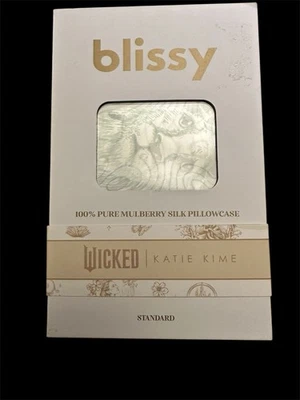 blissy
100% PURE MULBERRY SILK PILLOWCASE
WICKED | KATIE KIME
STANDARD